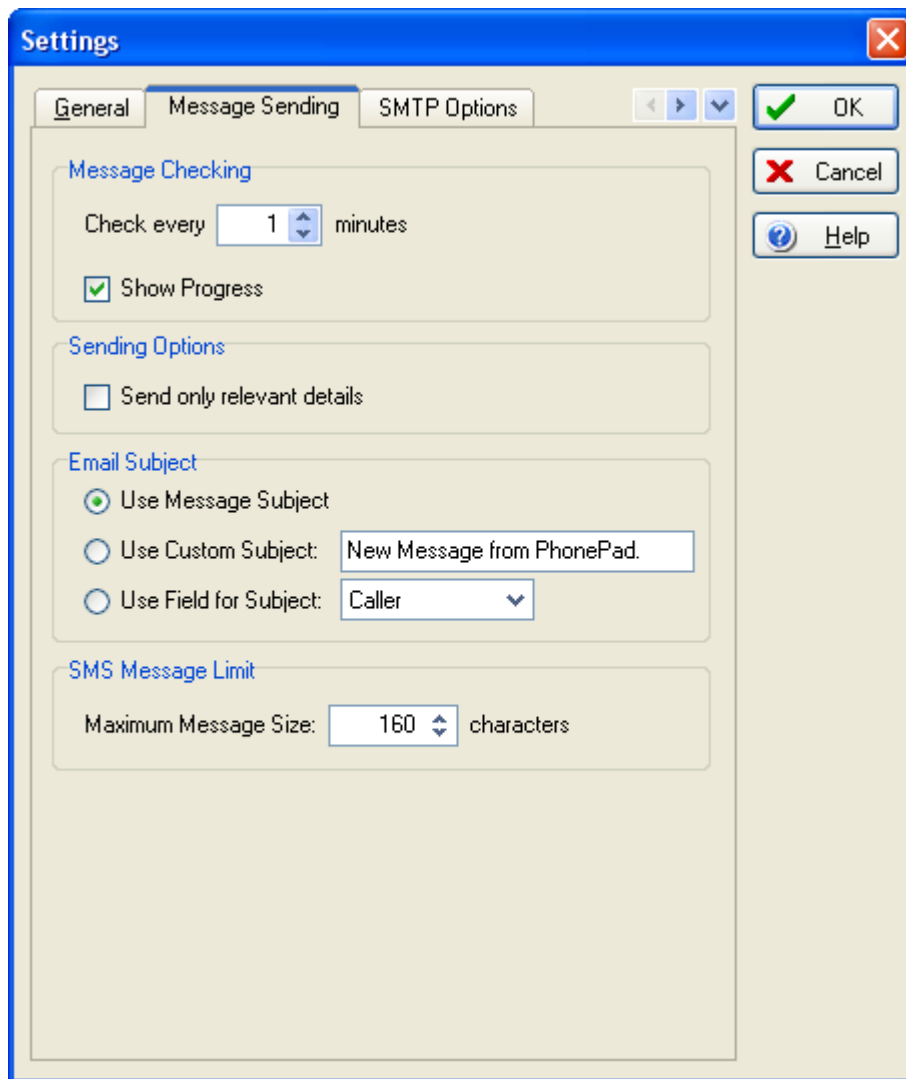 Settings
General Message Sending SMTP Options
OK
Cancel
Help
Message Checking
Check every 1 minutes
Show Progress
Sending Options
Send only relevant details
Email Subject
Use Message Subject
Use Custom Subject: New Message from PhonePad.
Use Field for Subject: Caller
SMS Message Limit
Maximum Message Size: 160 characters